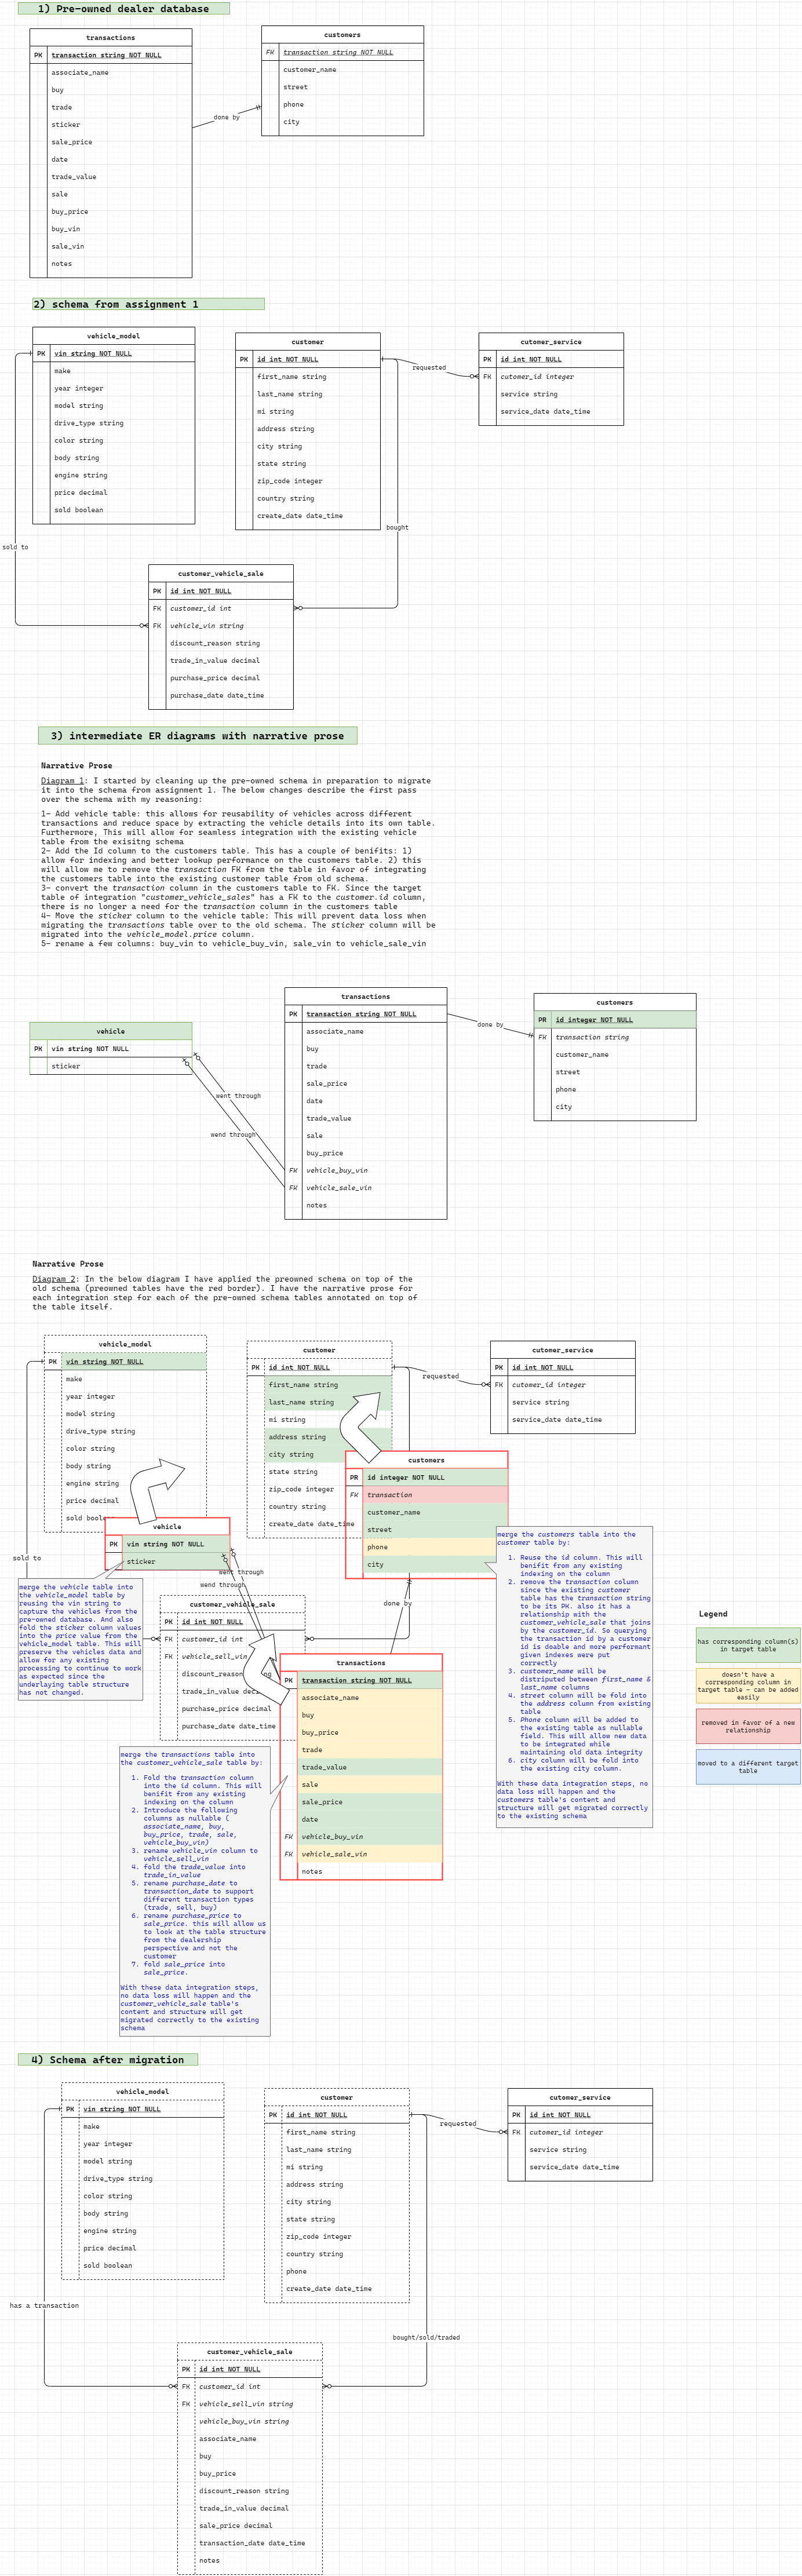 1) Pre-owned dealer database
transactions
PK transaction string NOT NULL
associate_name
buy
trade
sticker
sale_price
date
trade_value
sale
buy_price
buy_vin
sale_vin
notes
done by
customers
FK transaction string NOT NULL
customer_name
street
phone
city
2) schema from assignment 1
vehicle_model
PK vin string NOT NULL
make
year integer
model string
drive_type string
color string
body string
engine string
price decimal
sold boolean
customer
PK id int NOT NULL
first_name string
last_name string
mi string
address string
city string
state string
zip_code integer
country string
create_date date_time
requested
cutomer_service
PK id int NOT NULL
FK cutomer_id integer
service string
service_date date_time
bought
sold to
customer_vehicle_sale
PK id int NOT NULL
FK customer_id int
FK vehicle_vin string
discount_reason string
trade_in_value decimal
purchase_price decimal
purchase_date date_time
3) intermediate ER diagrams with narrative prose
Narrative Prose
Diagram 1: I started by cleaning up the pre-owned schema in preparation to migrate
it into the schema from assignment 1. The below changes describe the first pass
over the schema with my reasoning:
1- Add vehicle table: this allows for reusability of vehicles across different
transactions and reduce space by extracting the vehicle details into its own table.
Furthermore, This will allow for seamless integration with the existing vehicle
table from the exisitng schema
2- Add the Id column to the customers table. This has a couple of benifits: 1)
allow for indexing and better lookup performance on the customers table. 2) this
will allow me to remove the transaction FK from the table in favor of integrating
the customers table into the existing customer table from old schema.
3- convert the transaction column in the customers table to FK. Since the target
table of integration "customer_vehicle_sales" has a FK to the customer.id column,
there is no longer a need for the transaction column in the customers table
4- Move the sticker column to the vehicle table: This will prevent data loss when
migrating the transactions table over to the old schema. The sticker column will be
migrated into the vehicle_model.price column.
5- rename a few columns: buy_vin to vehicle_buy_vin, sale_vin to vehicle_sale_vin
vehicle
PK vin string NOT NULL
sticker
went through
wend through
transactions
PK transaction string NOT NULL
associate_name
buy
trade
sale_price
date
trade_value
sale
buy_price
FK vehicle_buy_vin
FK vehicle_sale_vin
notes
done by
customers
PR id integer NOT NULL
FK transaction string
customer_name
street
phone
city
Narrative Prose
Diagram 2: In the below diagram I have applied the preowned schema on top of the
old schema (preowned tables have the red border). I have the narrative prose for
each integration step for each of the pre-owned schema tables annotated on top of
the table itself.
vehicle_model
PK vin string NOT NULL
make
year integer
model string
drive_type string
color string
body string
engine string
price decimal
sold boolean
customer
PK id int NOT NULL
first_name string
last_name string
mi string
address string
city string
state string
zip_code integer
country string
create_date date_time
requested
cutomer_service
PK id int NOT NULL
FK cutomer_id integer
service string
service_date date_time
customers
PR id integer NOT NULL
FK transaction
customer_name
street
phone
city
vehicle
PK vin string NOT NULL
sticker
sold to
went through
wend through
done by
merge the vehicle table into
the vehicle_model table by
reusing the vin string to
capture the vehicles from the
pre-owned database. And also
fold the sticker column values
into the price value from the
vehicle_model table. This will
preserve the vehicles data and
allow for any existing
processing to continue to work
as expected since the
underlaying table structure
has not changed.
customer_vehicle_sale
PK id int NOT NULL
FK customer_id int
FK vehicle_sell_vin
discount_reason
trade_in_value
purchase_price decimal
purchase_date date_time
merge the customers table into the
customer table by:
1. Reuse the id column. This will
benifit from any existing
indexing on the column
2. remove the transaction column
since the existing customer
table has the transaction string
to be its PK. also it has a
relationship with the
customer_vehicle_sale that joins
by the customer_id. So querying
the transaction id by a customer
id is doable and more performant
given indexes were put
correctly
3. customer_name will be
distriputed between first_name &
last_name columns
4. street column will be fold into
the address column from existing
table
5. Phone column will be added to
the existing table as nullable
field. This will allow new data
to be integrated while
maintaining old data integrity
6. city column will be fold into
the existing city column.
With these data integration steps, no
data loss will happen and the
customers table's content and
structure will get migrated correctly
to the existing schema
Legend
has corresponding column(s)
in target table
doesn't have a
corresponding column in
target table - can be added
easily
removed in favor of a new
relationship
moved to a different target
table
transactions
PK transaction string NOT NULL
associate_name
buy
buy_price
trade
trade_value
sale
sale_price
date
FK vehicle_buy_vin
FK vehicle_sale_vin
notes
merge the transactions table into
the customer_vehicle_sale table by:
1. Fold the transaction column
into the id column. This will
benifit from any existing
indexing on the column
2. Introduce the following
columns as nullable (
associate_name, buy,
buy_price, trade, sale,
vehicle_buy_vin)
3. rename vehicle_vin column to
vehicle_sell_vin
4. fold the trade_value into
trade_in_value
5. rename purchase_date to
transaction_date to support
different transaction types
(trade, sell, buy)
6. rename purchase_price to
sale_price. this will allow us
to look at the table structure
from the dealership
perspective and not the
customer
7. fold sale_price into
sale_price.
With these data integration steps,
no data loss will happen and the
customer_vehicle_sale table's
content and structure will get
migrated correctly to the existing
schema
4) Schema after migration
vehicle_model
PK vin string NOT NULL
make
year integer
model string
drive_type string
color string
body string
engine string
price decimal
sold boolean
customer
PK id int NOT NULL
first_name string
last_name string
mi string
address string
city string
state string
zip_code integer
country string
phone
create_date date_time
requested
cutomer_service
PK id int NOT NULL
FK cutomer_id integer
service string
service_date date_time
has a transaction
bought/sold/traded
customer_vehicle_sale
PK id int NOT NULL
FK customer_id int
FK vehicle_sell_vin string
vehicle_buy_vin string
associate_name
buy
buy_price
discount_reason string
trade_in_value decimal
sale_price decimal
transaction_date date_time
notes